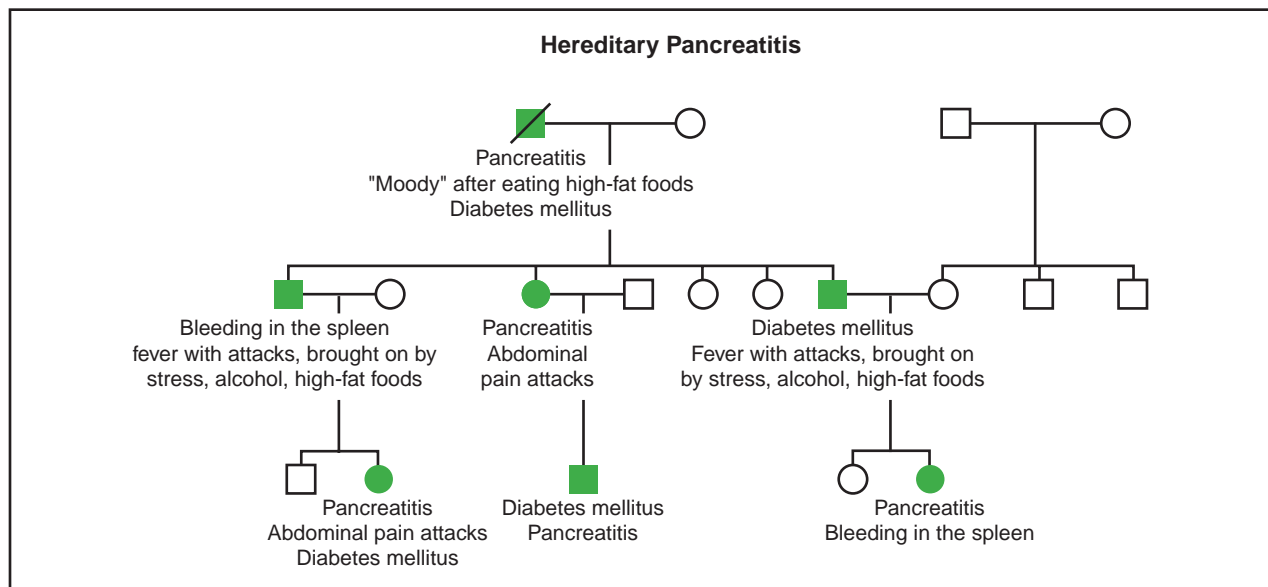 Hereditary Pancreatitis
Pancreatitis
"Moody" after eating high-fat foods
Diabetes mellitus
Bleeding in the spleen
fever with attacks, brought on by
stress, alcohol, high-fat foods
Pancreatitis
Abdominal
pain attacks
Diabetes mellitus
Fever with attacks, brought on
by stress, alcohol, high-fat foods
Pancreatitis
Abdominal pain attacks
Diabetes mellitus
Diabetes mellitus
Pancreatitis
Pancreatitis
Bleeding in the spleen